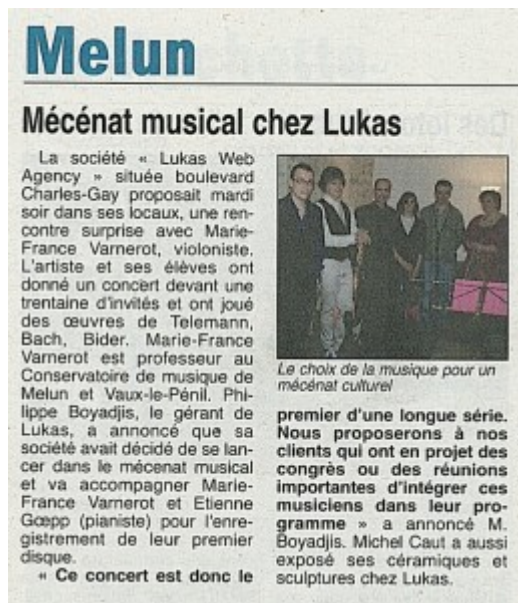 Melun
Mécénat musical chez Lukas
La société « Lukas Web
Agency » située boulevard
Charles-Gay proposait mardi
soir dans ses locaux, une ren-
contre surprise avec Marie-
France Varnerot, violoniste.
L'artiste et ses élèves ont
donné un concert devant une
trentaine d'invités et ont joué
des œuvres de Telemann,
Bach, Bider. Marie-France
Varnerot est professeur au
Conservatoire de musique de
Melun et Vaux-le-Pénil. Phi-
lippe Boyadjis, le gérant de
Lukas, a annoncé que sa
société avait décidé de se lan-
cer dans le mécenat musical
et va accompagner Marie-
France Varnerot et Etienne
Gœpp (pianiste) pour l'enre-
gistrement de leur premier
disque.
« Ce concert est donc le
Le choix de la musique pour un
mécénat culturel
premier d'une longue série.
Nous proposerons à nos
clients qui ont en projet des
congrès ou des réunions
importantes d'intégrer ces
musiciens dans leur pro-
gramme » a annoncé M.
Boyadjis. Michel Caut a aussi
exposé ses céramiques et
sculptures chez Lukas.